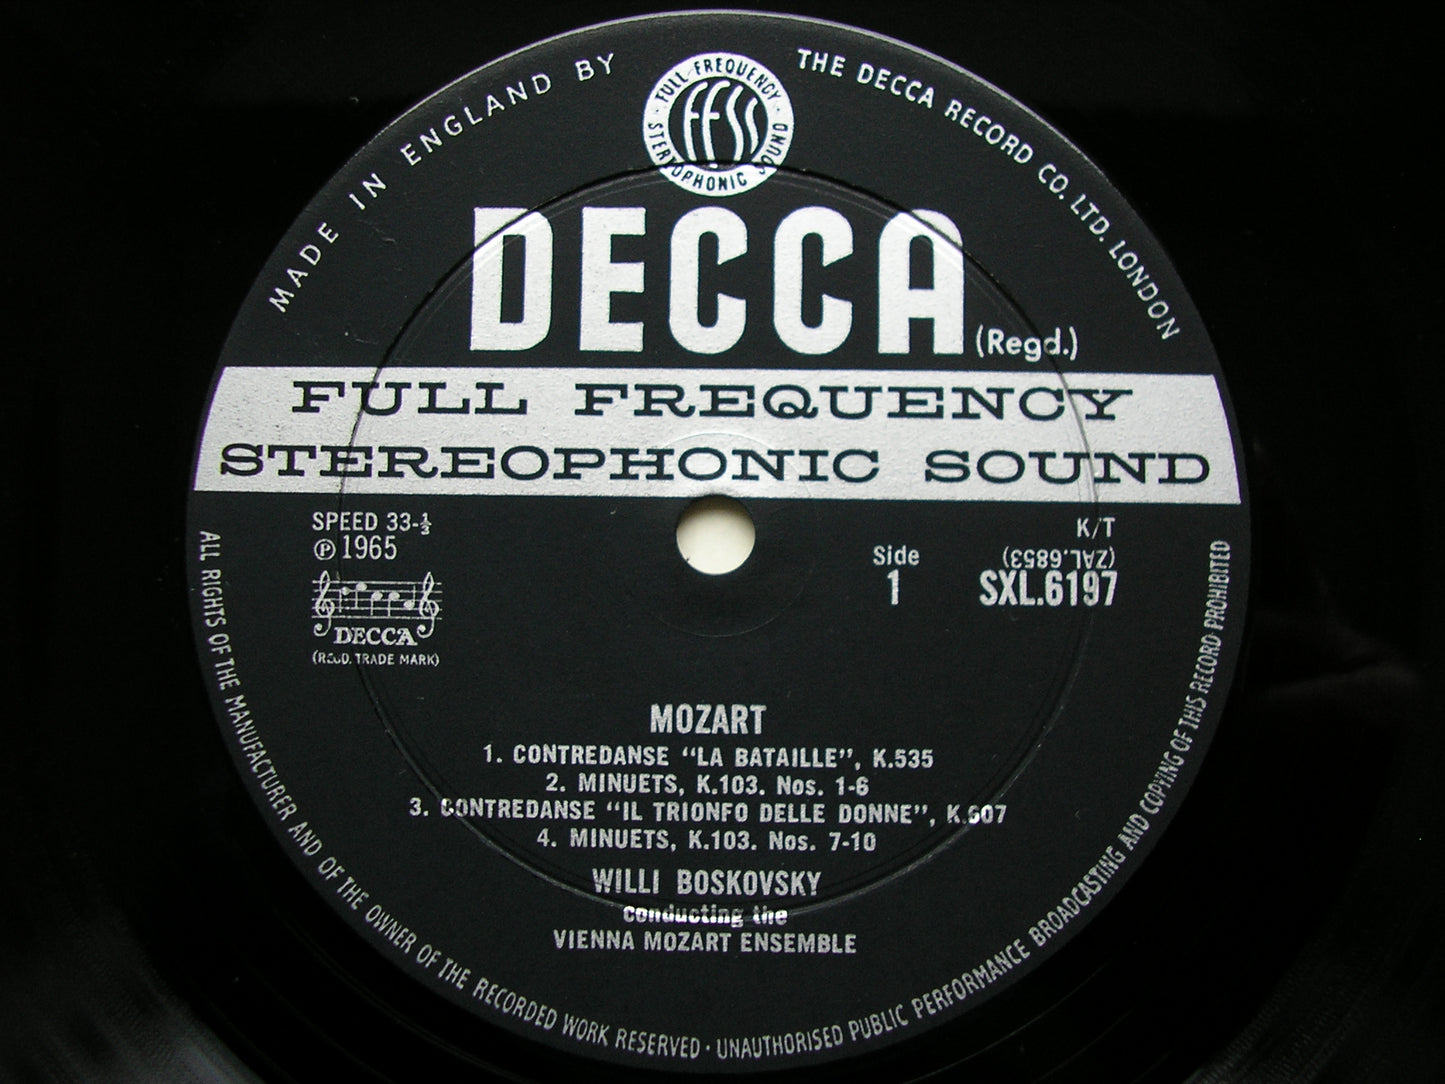 MADE IN ENGLAND BY
THE DECCA RECORD CO. LTD. LONDON
· FULL FREQUENCY · STEREOPHONIC SOUND
FFSS
DECCA
(Regd.)
FULL FREQUENCY
STEREOPHONIC SOUND
SPEED 33-⅓
℗ 1965
DECCA
(REGD. TRADE MARK)
Side
1
K/T
(ZAL.6853)
SXL.6197
MOZART
1. CONTREDANSE "LA BATAILLE", K.535
2. MINUETS, K.103. Nos. 1-6
3. CONTREDANSE "IL TRIONFO DELLE DONNE", K.607
4. MINUETS, K.103. Nos. 7-10
WILLI BOSKOVSKY
conducting the
VIENNA MOZART ENSEMBLE
ALL RIGHTS OF THE MANUFACTURER AND OF THE OWNER OF THE RECORDED WORK RESERVED · UNAUTHORISED PUBLIC PERFORMANCE BROADCASTING AND COPYING OF THIS RECORD PROHIBITED